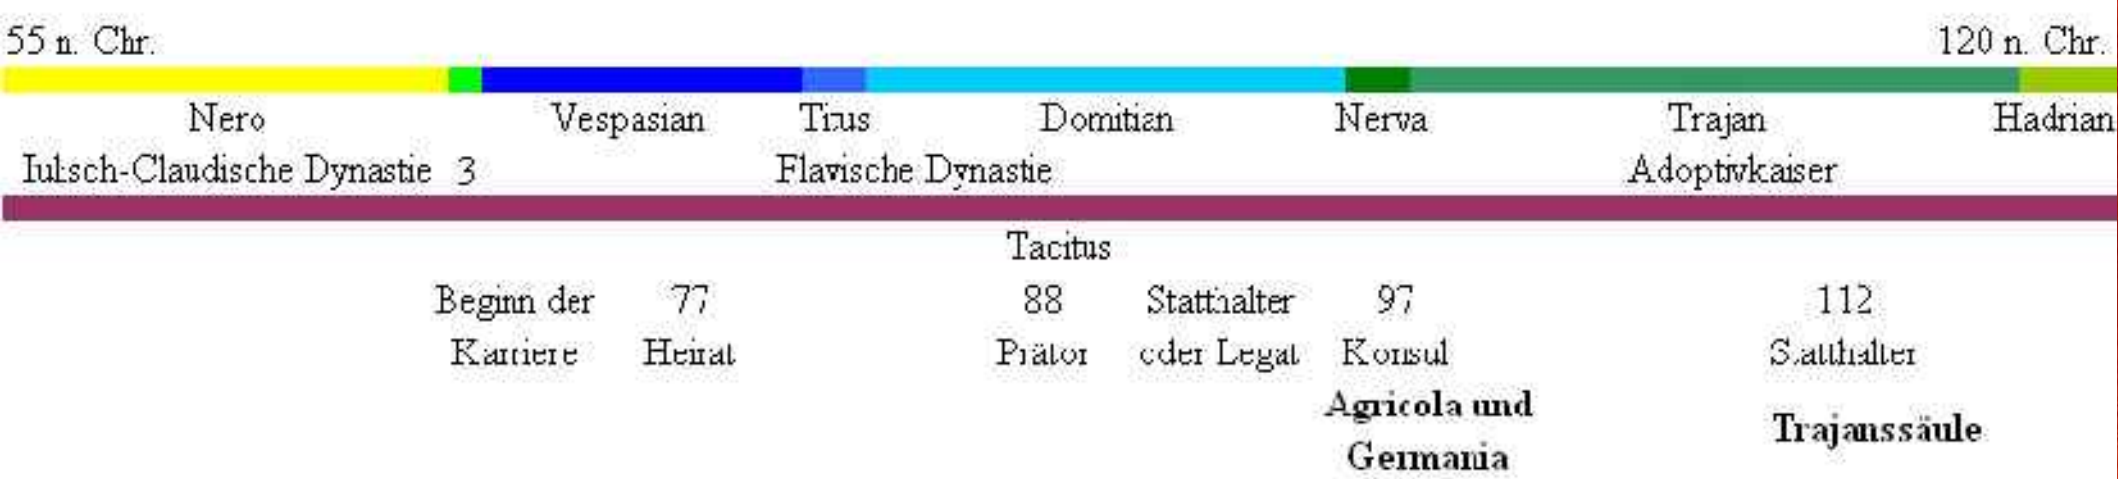 55 n. Chr. 120 n. Chr.
Nero Vespasian Titus Domitian Nerva Trajan Hadrian
Julisch-Claudische Dynastie 3 Flavische Dynastie Adoptivkaiser
Tacitus
Beginn der 77 88 Statthalter 97 112
Karriere Heirat Prätor oder Legat Konsul Statthalter
Agricola und
Trajanssäule
Germania